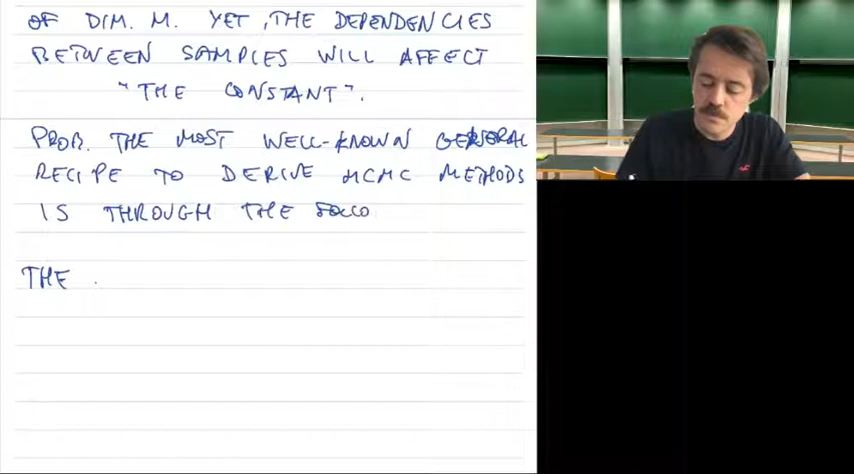 OF DIM. M. YET, THE DEPENDENCIES
BETWEEN SAMPLES WILL AFFECT
"THE CONSTANT".
PROB. THE MOST WELL-KNOWN GENERAL
RECIPE TO DERIVE MCMC METHODS
IS THROUGH THE FOLLO
THE